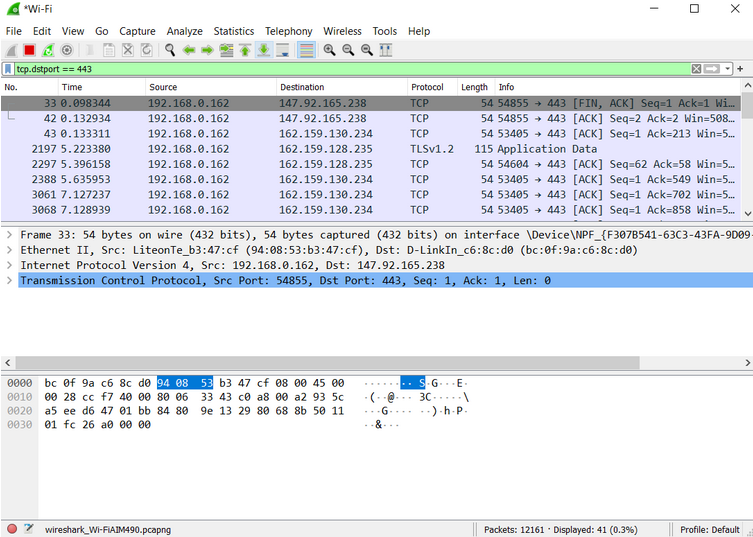 *Wi-Fi
File Edit View Go Capture Analyze Statistics Telephony Wireless Tools Help
tcp.dstport == 443
No. Time Source Destination Protocol Length Info
33 0.098344 192.168.0.162 147.92.165.238 TCP 54 54855 → 443 [FIN, ACK] Seq=1 Ack=1 Wi…
42 0.132934 192.168.0.162 147.92.165.238 TCP 54 54855 → 443 [ACK] Seq=2 Ack=2 Win=508…
43 0.133311 192.168.0.162 162.159.130.234 TCP 54 53405 → 443 [ACK] Seq=1 Ack=213 Win=5…
2197 5.223380 192.168.0.162 162.159.128.235 TLSv1.2 115 Application Data
2297 5.396158 192.168.0.162 162.159.128.235 TCP 54 54604 → 443 [ACK] Seq=62 Ack=58 Win=5…
2388 5.635953 192.168.0.162 162.159.130.234 TCP 54 53405 → 443 [ACK] Seq=1 Ack=549 Win=5…
3061 7.127237 192.168.0.162 162.159.130.234 TCP 54 53405 → 443 [ACK] Seq=1 Ack=702 Win=5…
3068 7.128939 192.168.0.162 162.159.130.234 TCP 54 53405 → 443 [ACK] Seq=1 Ack=858 Win=5…
Frame 33: 54 bytes on wire (432 bits), 54 bytes captured (432 bits) on interface \Device\NPF_{F307B541-63C3-43FA-9D09-
Ethernet II, Src: LiteonTe_b3:47:cf (94:08:53:b3:47:cf), Dst: D-LinkIn_c6:8c:d0 (bc:0f:9a:c6:8c:d0)
Internet Protocol Version 4, Src: 192.168.0.162, Dst: 147.92.165.238
Transmission Control Protocol, Src Port: 54855, Dst Port: 443, Seq: 1, Ack: 1, Len: 0
0000 bc 0f 9a c6 8c d0 94 08 53 b3 47 cf 08 00 45 00 ········S·G···E·
0010 00 28 cc f7 40 00 80 06 33 43 c0 a8 00 a2 93 5c ·(··@···3C·····\
0020 a5 ee d6 47 01 bb 84 80 9e 13 29 80 68 8b 50 11 ···G······)·h·P·
0030 01 fc 26 a0 00 00 ··&···
wireshark_Wi-FiAIM490.pcapng Packets: 12161 · Displayed: 41 (0.3%) Profile: Default